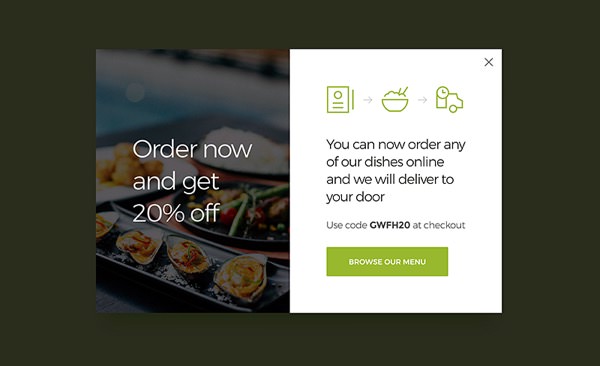 Order now
and get
20% off
You can now order any
of our dishes online
and we will deliver to
your door
Use code GWFH20 at checkout
BROWSE OUR MENU